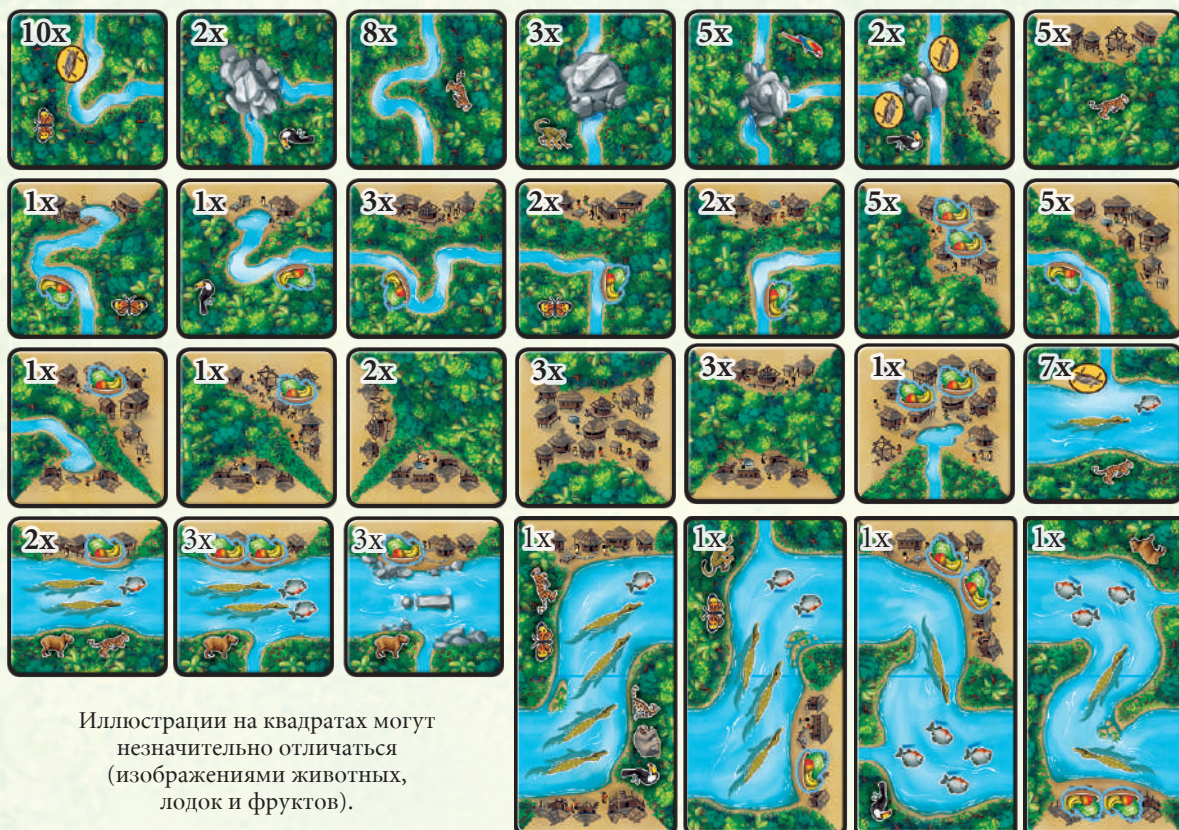 10x 2x 8x 3x 5x 2x 5x
1x 1x 3x 2x 2x 5x 5x
1x 1x 2x 3x 3x 1x 7x
2x 3x 3x 1x 1x 1x 1x
Иллюстрации на квадратах могут
незначительно отличаться
(изображениями животных,
лодок и фруктов).